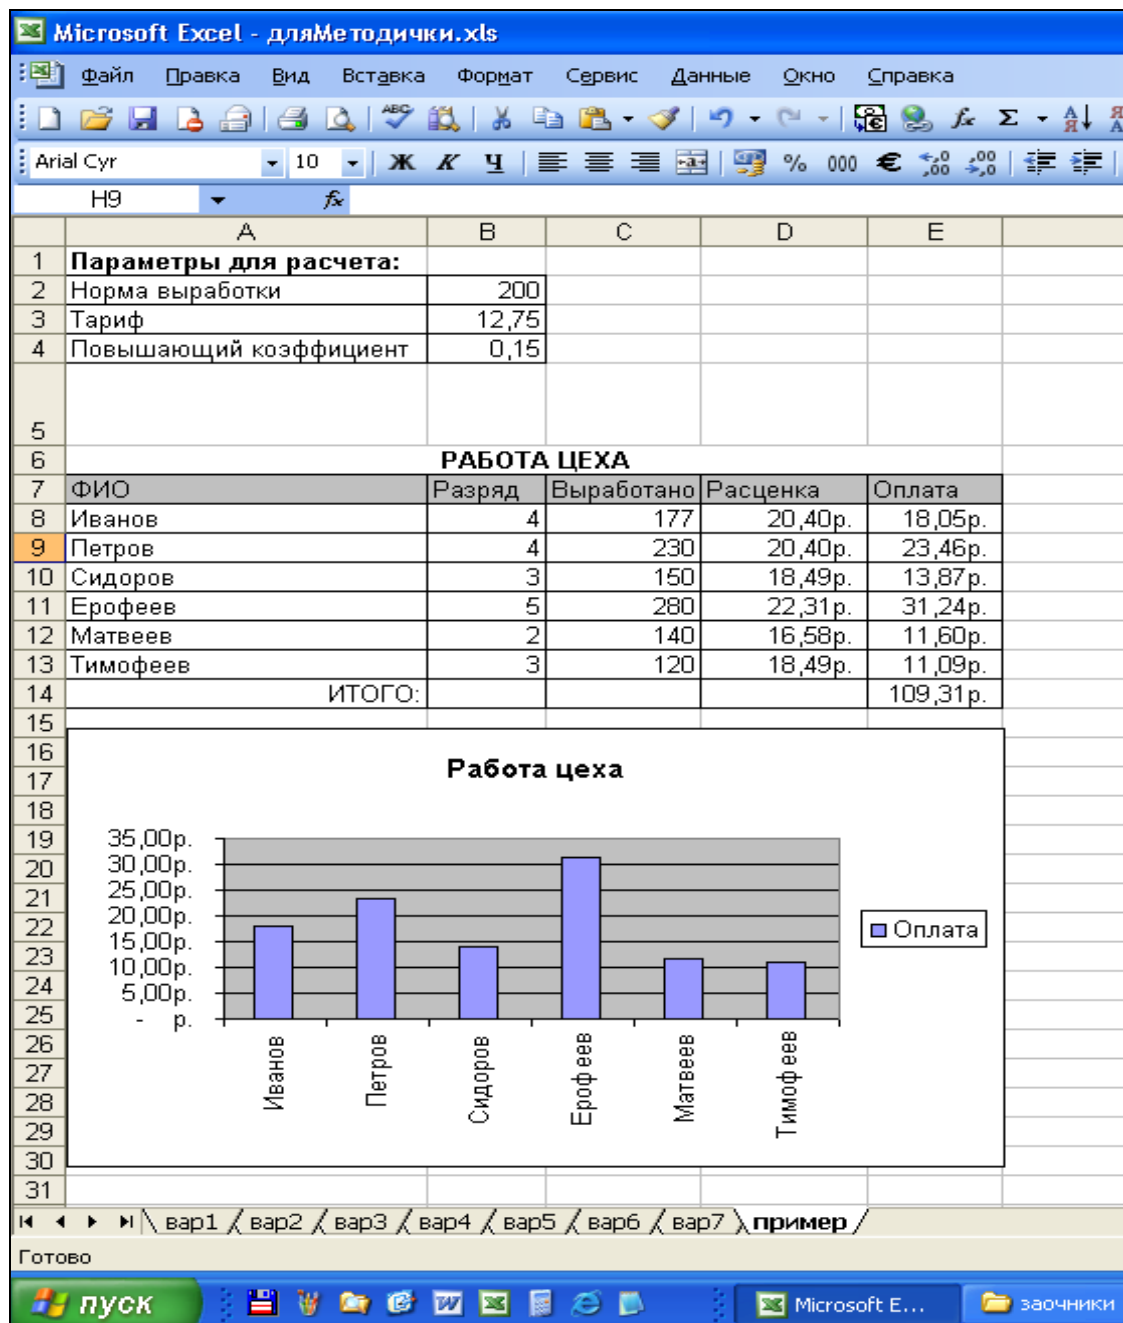 Microsoft Excel - дляМетодички.xls
Файл Правка Вид Вставка Формат Сервис Данные Окно Справка
Arial Cyr 10 Ж К Ч % 000 €
H9 fx
A B C D E
1 Параметры для расчета:
2 Норма выработки 200
3 Тариф 12,75
4 Повышающий коэффициент 0,15
5
6 РАБОТА ЦЕХА
7 ФИО Разряд Выработано Расценка Оплата
8 Иванов 4 177 20,40р. 18,05р.
9 Петров 4 230 20,40р. 23,46р.
10 Сидоров 3 150 18,49р. 13,87р.
11 Ерофеев 5 280 22,31р. 31,24р.
12 Матвеев 2 140 16,58р. 11,60р.
13 Тимофеев 3 120 18,49р. 11,09р.
14 ИТОГО: 109,31р.
15
16
17
18
19
20
21
22
23
24
25
26
27
28
29
30
31
Работа цеха
35,00р.
30,00р.
25,00р.
20,00р.
15,00р.
10,00р.
5,00р.
- р.
Оплата
Иванов Петров Сидоров Ерофеев Матвеев Тимофеев
вар1 вар2 вар3 вар4 вар5 вар6 вар7 пример
Готово
пуск Microsoft E... заочники